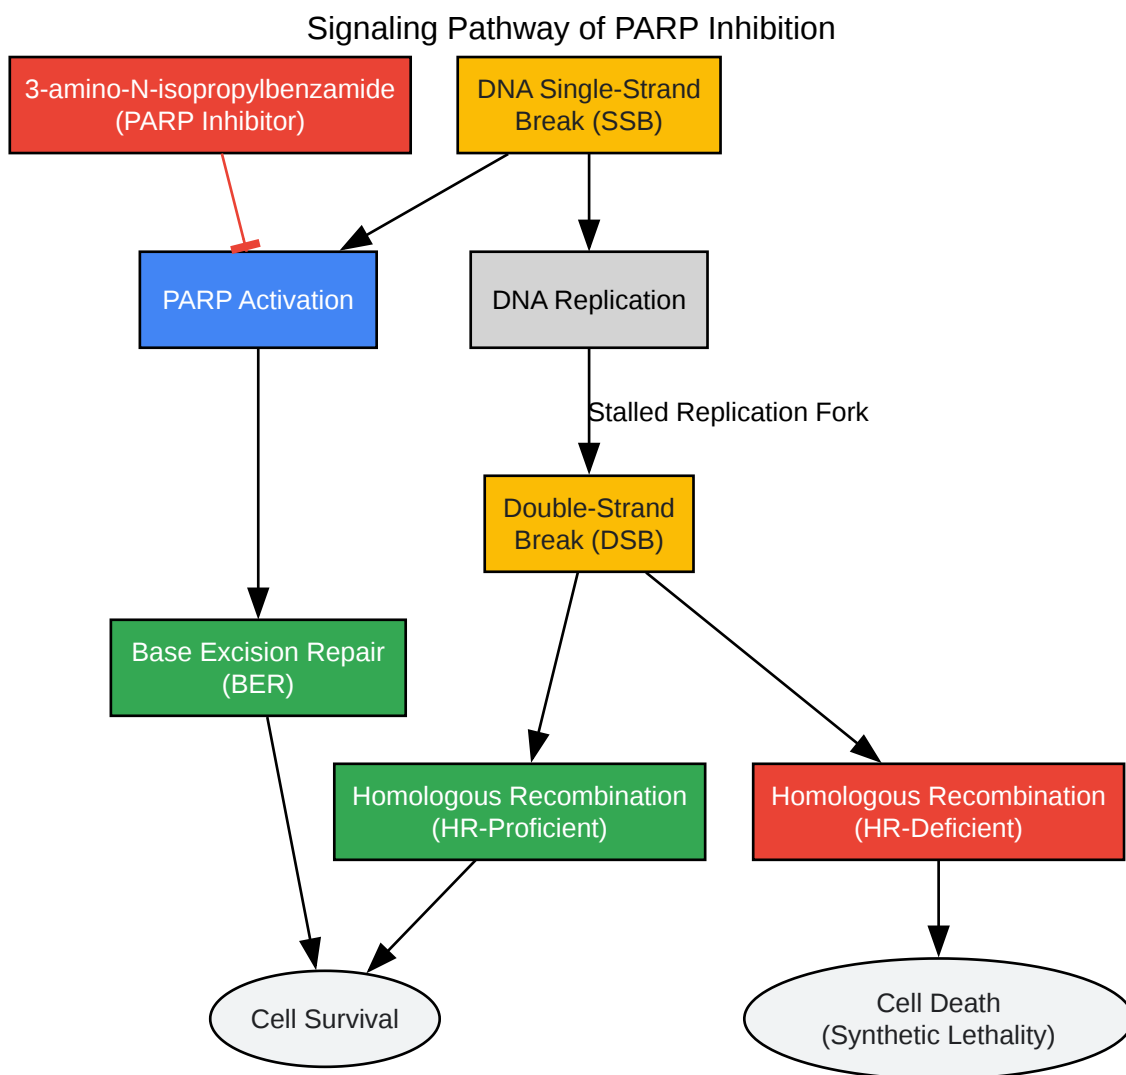 Signaling Pathway of PARP Inhibition
3-amino-N-isopropylbenzamide
(PARP Inhibitor)
DNA Single-Strand
Break (SSB)
PARP Activation
DNA Replication
Stalled Replication Fork
Double-Strand
Break (DSB)
Base Excision Repair
(BER)
Homologous Recombination
(HR-Proficient)
Homologous Recombination
(HR-Deficient)
Cell Survival
Cell Death
(Synthetic Lethality)